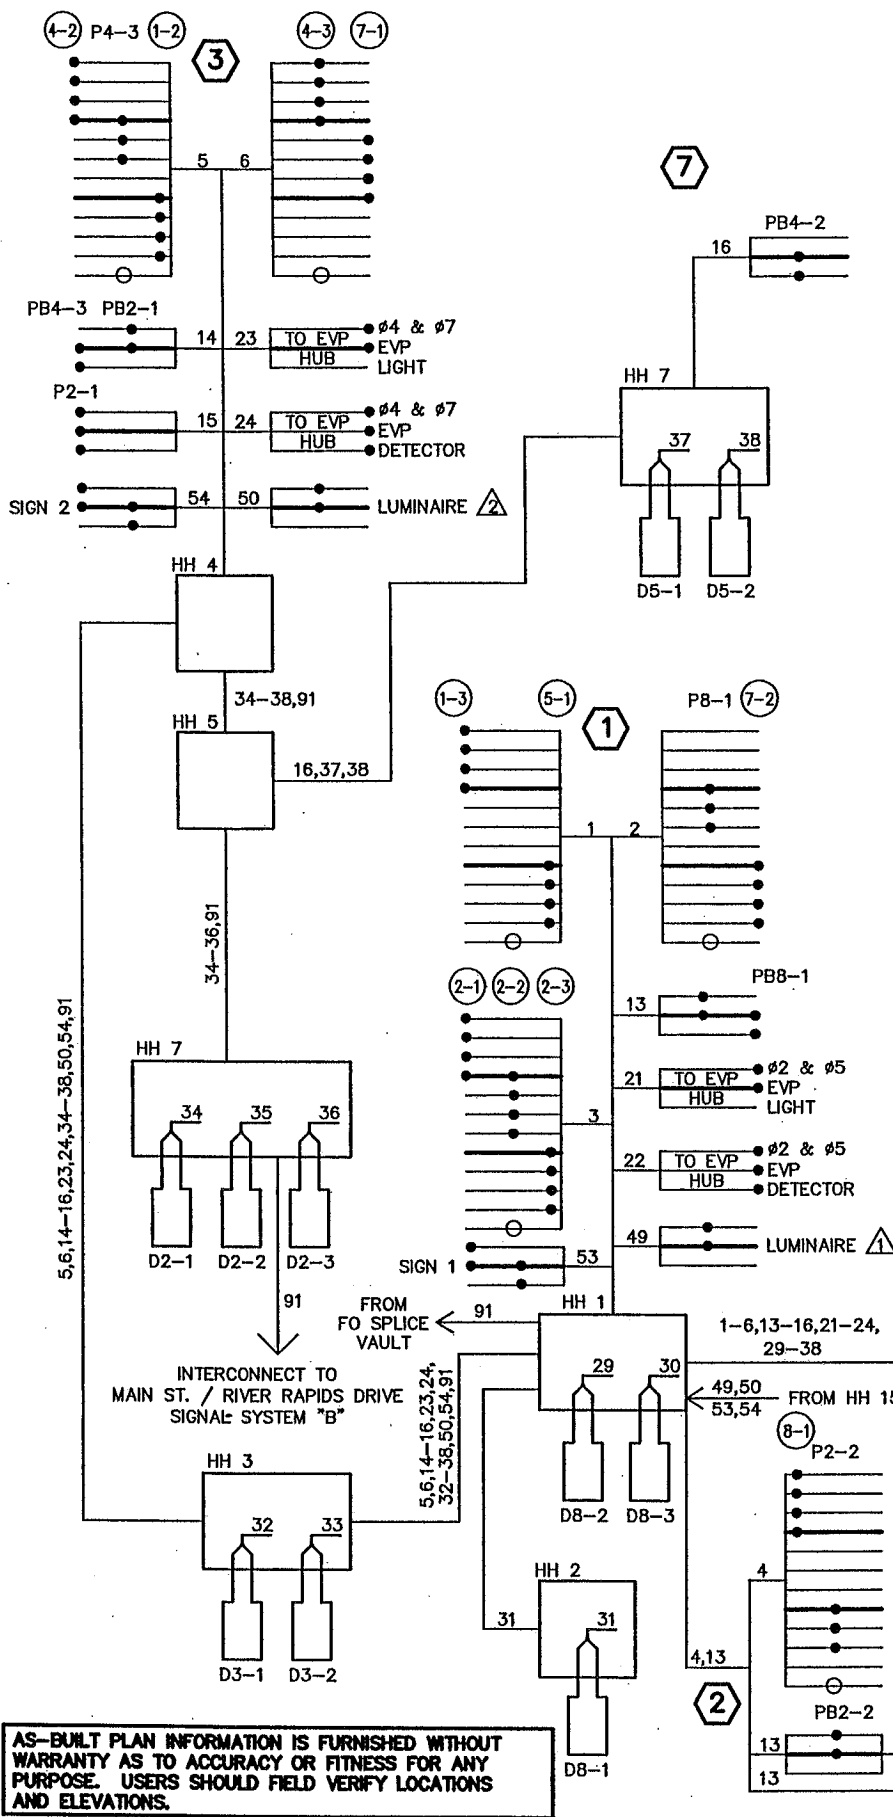 4-2 P4-3 1-2
3
4-3 7-1
5 6
7
PB4-2
16
PB4-3 PB2-1
14 23
TO EVP
HUB
ø4 & ø7
EVP
LIGHT
P2-1
15 24
TO EVP
HUB
ø4 & ø7
EVP
DETECTOR
SIGN 2
54 50
LUMINAIRE 2
HH 7
37 38
D5-1 D5-2
HH 4
34-38,91
HH 5
16,37,38
34-36,91
5,6,14-16,23,24,34-38,50,54,91
1-3 5-1
1
P8-1 7-2
1 2
2-1 2-2 2-3
3
PB8-1
13
21
TO EVP
HUB
ø2 & ø5
EVP
LIGHT
22
TO EVP
HUB
ø2 & ø5
EVP
DETECTOR
49
LUMINAIRE 1
SIGN 1
53
HH 7
34 35 36
D2-1 D2-2 D2-3
91
INTERCONNECT TO
MAIN ST. / RIVER RAPIDS DRIVE
SIGNAL SYSTEM "B"
FROM
FO SPLICE
VAULT
91
HH 1
29 30
D8-2 D8-3
1-6,13-16,21-24,
29-38
49,50
53,54
FROM HH 15
5,6,14-16,23,24,
32-38,50,54,91
HH 3
32 33
D3-1 D3-2
HH 2
31
31
D8-1
8-1
P2-2
4
4,13
2
PB2-2
13
13
AS-BUILT PLAN INFORMATION IS FURNISHED WITHOUT
WARRANTY AS TO ACCURACY OR FITNESS FOR ANY
PURPOSE. USERS SHOULD FIELD VERIFY LOCATIONS
AND ELEVATIONS.